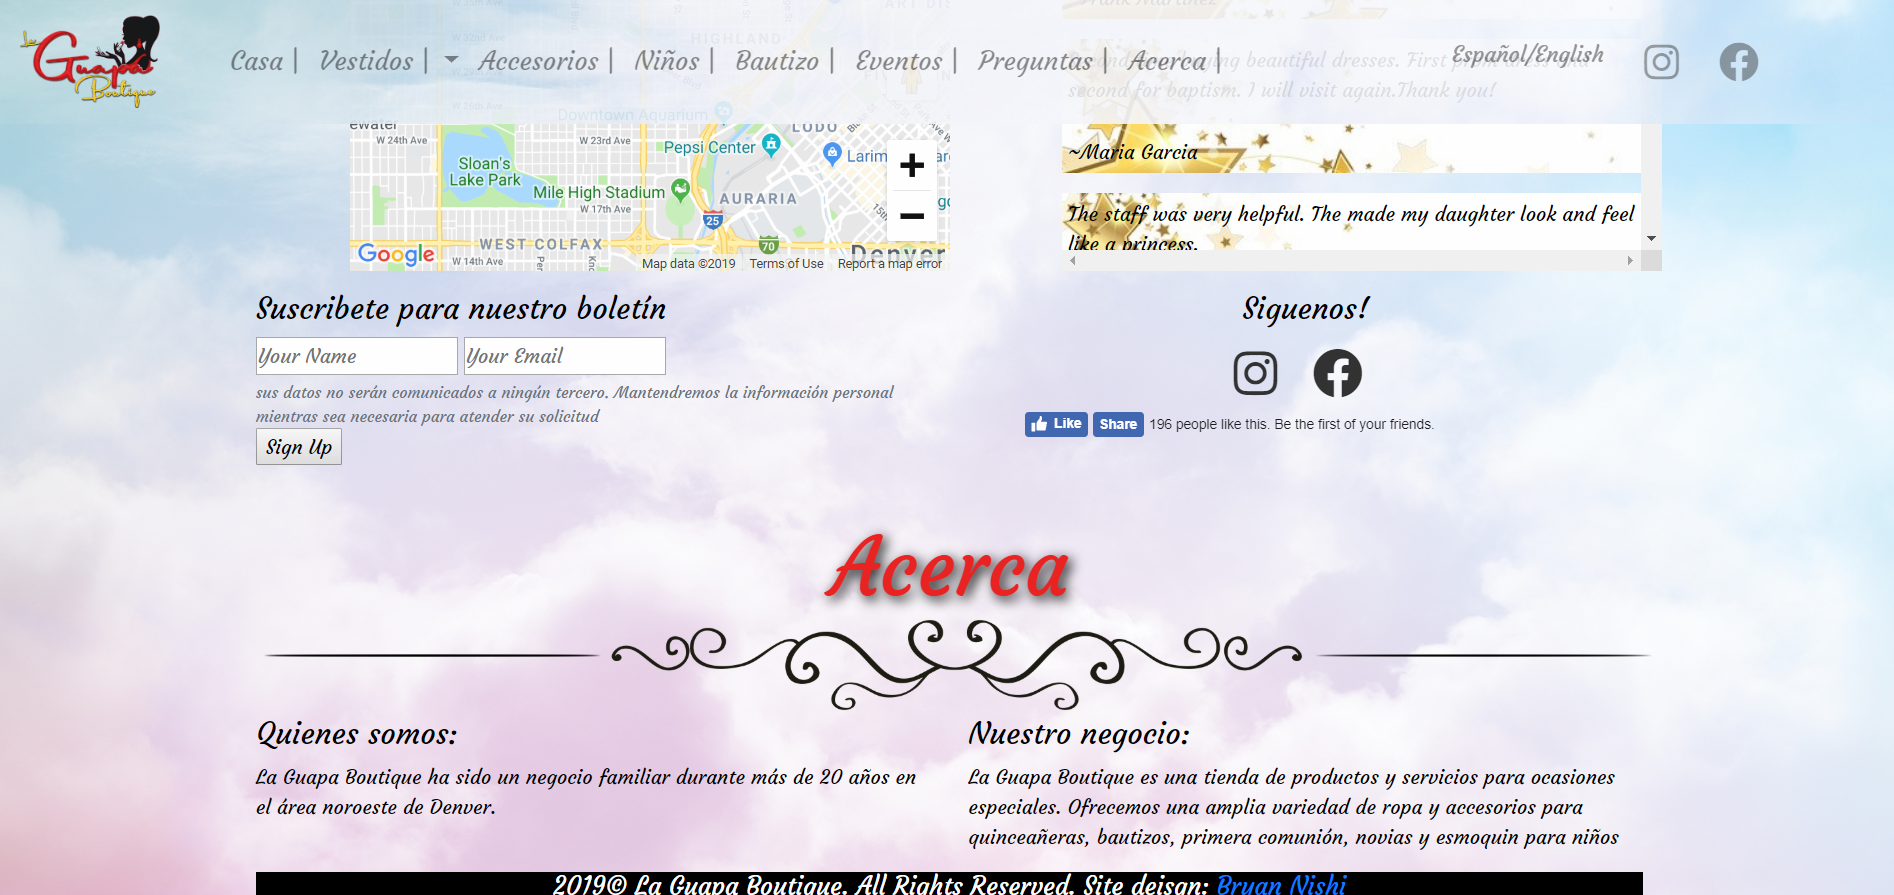 La Guapa Boutique
Casa | Vestidos | Accesorios | Niños | Bautizo | Eventos | Preguntas | Acerca |
Español/English
Frank Martinez
HIGHLAND
beautiful dresses. First
second for baptism. I will visit again.Thank you!
Downtown Aquarium
LODO
W 24th Ave
W 23rd Ave
Pepsi Center
Larim
~Maria Garcia
Sloan's
Lake Park
Mile High Stadium
AURARIA
W 17th Ave
15th
25
The staff was very helpful. The made my daughter look and feel
like a princess.
WEST COLFAX
70
Denver
Google
W 14th Ave
Map data ©2019 Terms of Use Report a map error
Suscribete para nuestro boletín
Siguenos!
Your Name Your Email
sus datos no serán comunicados a ningún tercero. Mantendremos la información personal
mientras sea necesaria para atender su solicitud
Sign Up
Like Share 196 people like this. Be the first of your friends.
Acerca
Quienes somos:
La Guapa Boutique ha sido un negocio familiar durante más de 20 años en
el área noroeste de Denver.
Nuestro negocio:
La Guapa Boutique es una tienda de productos y servicios para ocasiones
especiales. Ofrecemos una amplia variedad de ropa y accesorios para
quinceañeras, bautizos, primera comunión, novias y esmoquin para niños
2019© La Guapa Boutique. All Rights Reserved. Site deisgn: Bryan Nishi